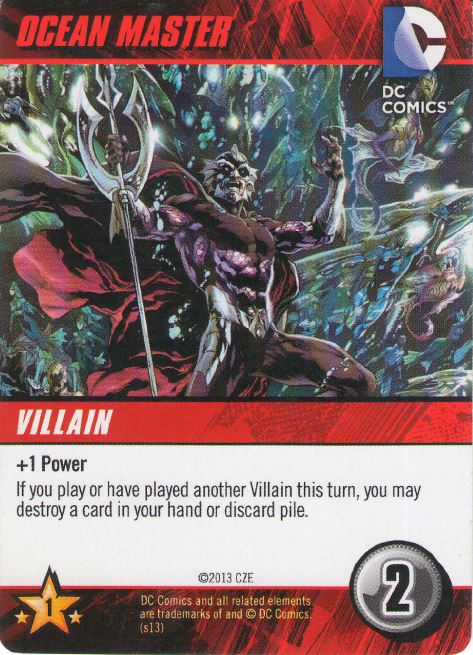 OCEAN MASTER
DC
COMICS™
VILLAIN
+1 Power
If you play or have played another Villain this turn, you may
destroy a card in your hand or discard pile.
©2013 CZE
1
DC Comics and all related elements
are trademarks of and © DC Comics.
(s13)
2